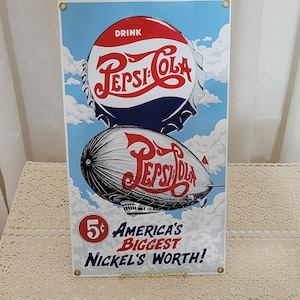 DRINK
PEPSI-COLA
PEPSI-COLA
5¢
AMERICA'S
BIGGEST
NICKEL'S WORTH!